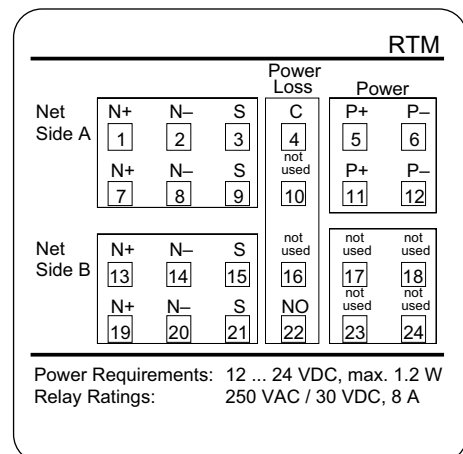 RTM
Power
Loss Power
Net N+ N– S C P+ P–
Side A 1 2 3 4 5 6
not
used
N+ N– S P+ P–
7 8 9 10 11 12
Net N+ N– S not not not
Side B used used used
13 14 15 16 17 18
not not
used used
N+ N– S NO
19 20 21 22 23 24
Power Requirements: 12 ... 24 VDC, max. 1.2 W
Relay Ratings: 250 VAC / 30 VDC, 8 A